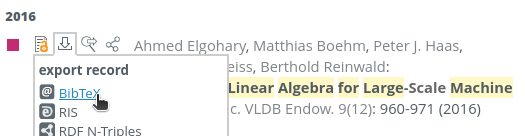 2016
Ahmed Elgohary, Matthias Boehm, Peter J. Haas,
eiss, Berthold Reinwald:
export record
Linear Algebra for Large-Scale Machine
BibTeX
c. VLDB Endow. 9(12): 960-971 (2016)
RIS
RDF N-Triples